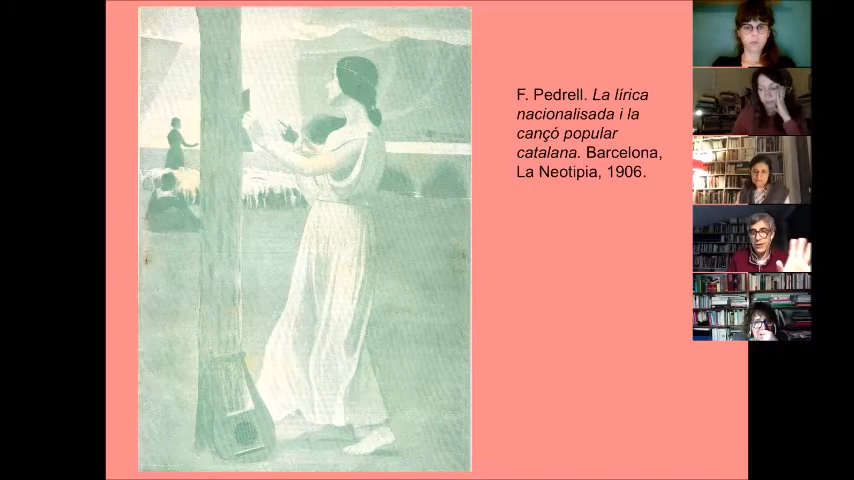 F. Pedrell. La lírica
nacionalisada i la
cançó popular
catalana. Barcelona,
La Neotipia, 1906.